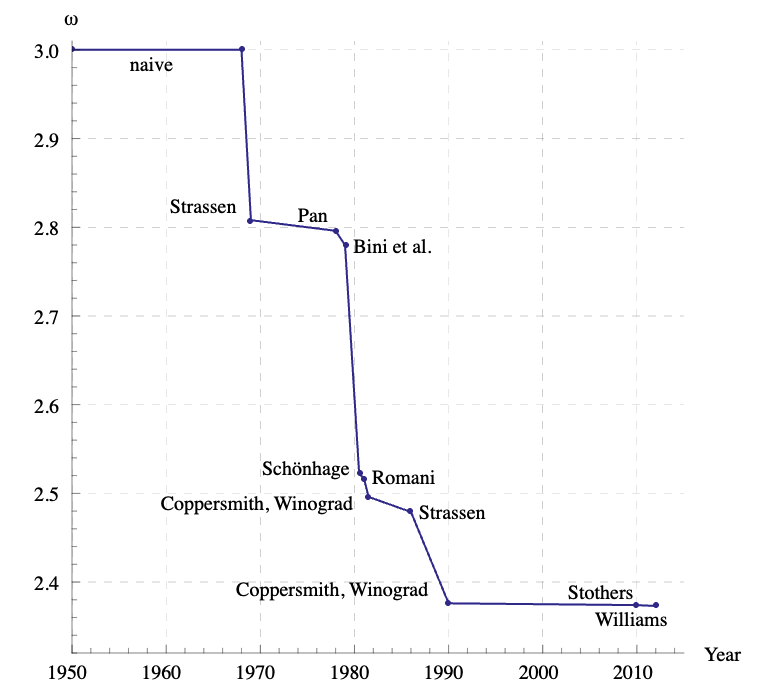 ω
3.0
naive
2.9
2.8
Strassen
Pan
Bini et al.
2.7
2.6
2.5
Schönhage
Romani
Coppersmith, Winograd
Strassen
2.4
Coppersmith, Winograd
Stothers
Williams
Year
1950 1960 1970 1980 1990 2000 2010